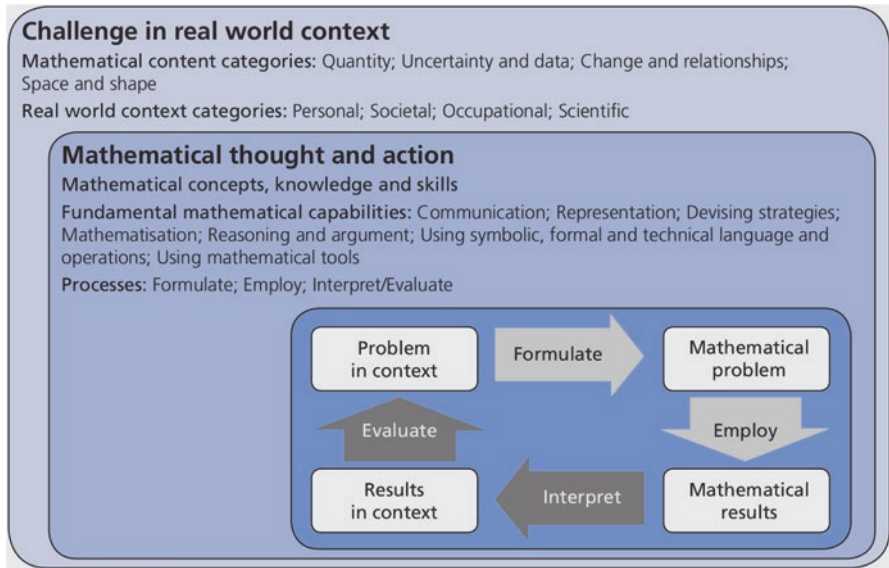 Challenge in real world context
Mathematical content categories: Quantity; Uncertainty and data; Change and relationships;
Space and shape
Real world context categories: Personal; Societal; Occupational; Scientific
Mathematical thought and action
Mathematical concepts, knowledge and skills
Fundamental mathematical capabilities: Communication; Representation; Devising strategies;
Mathematisation; Reasoning and argument; Using symbolic, formal and technical language and
operations; Using mathematical tools
Processes: Formulate; Employ; Interpret/Evaluate
Problem
in context
Formulate
Mathematical
problem
Evaluate
Employ
Results
in context
Interpret
Mathematical
results